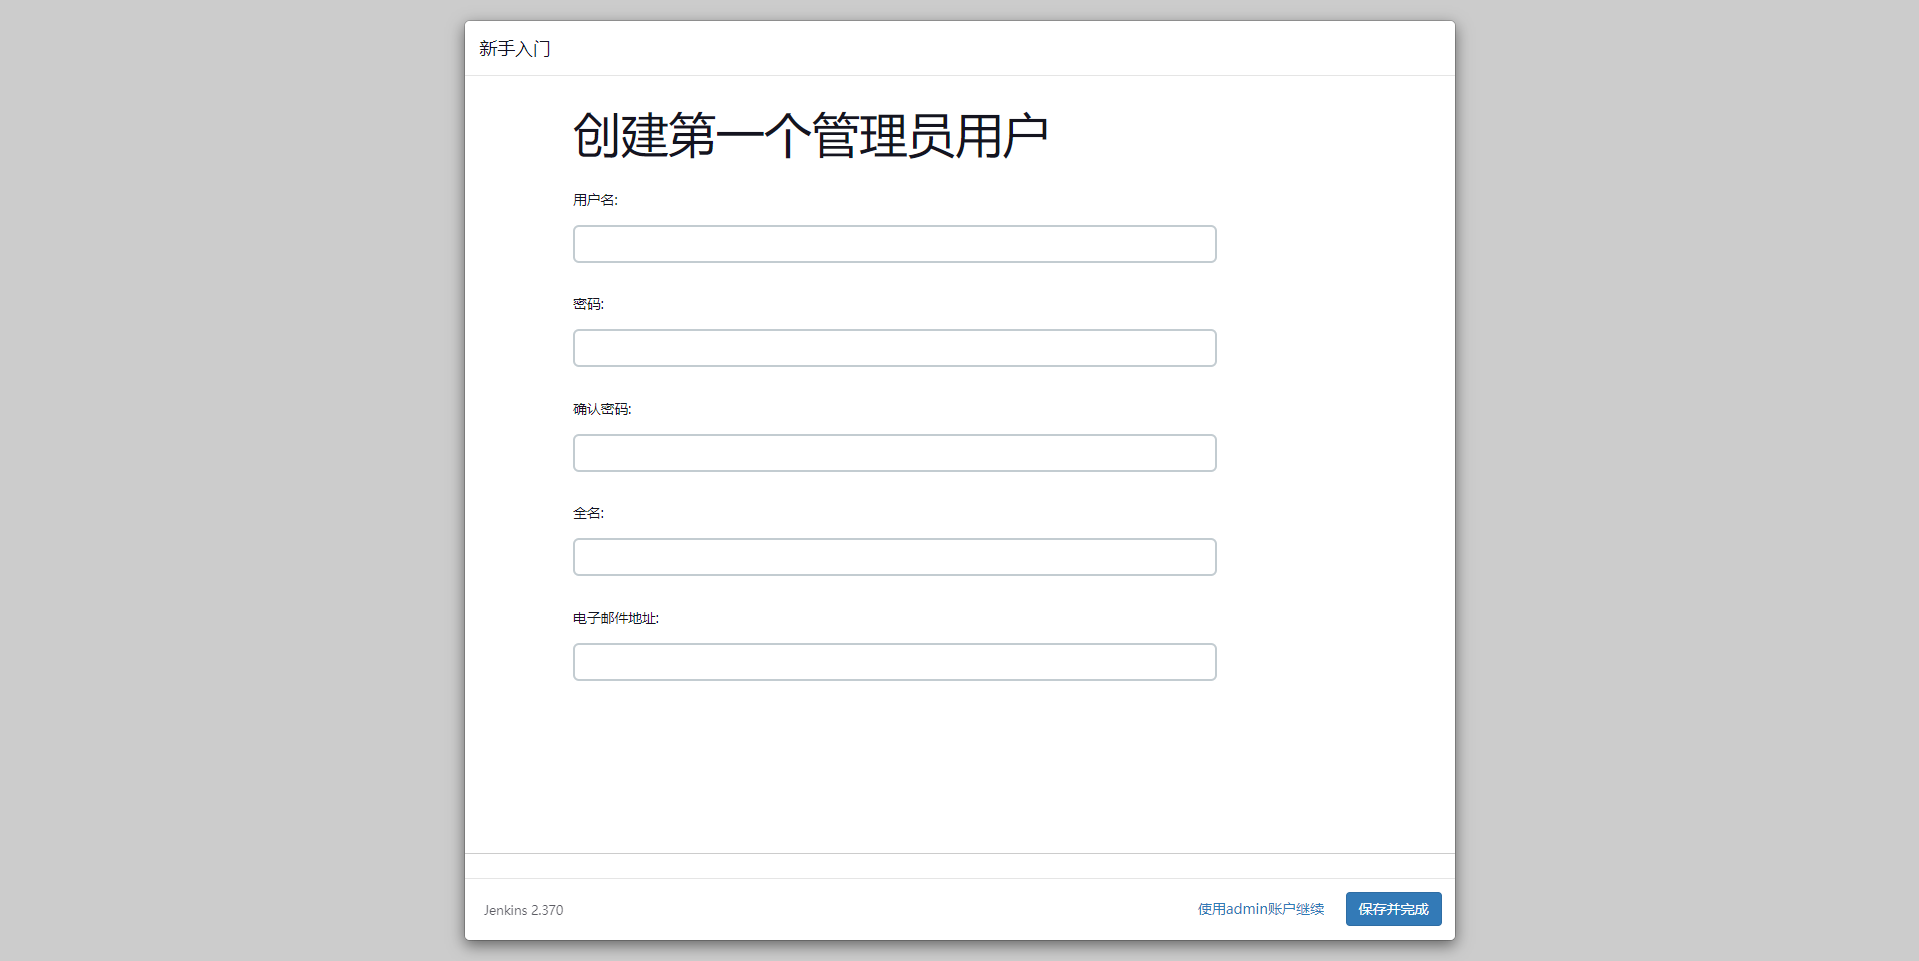 新手入门
创建第一个管理员用户
用户名:
密码:
确认密码:
全名:
电子邮件地址:
Jenkins 2.370
使用admin账户继续
保存并完成